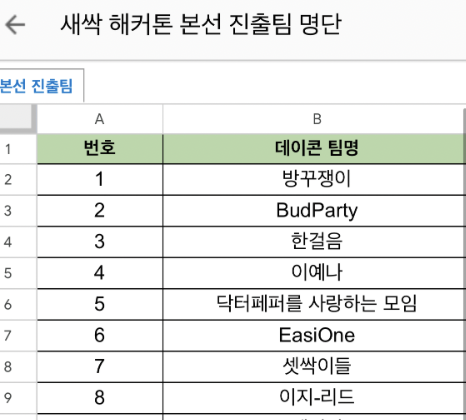 새싹 해커톤 본선 진출팀 명단
본선 진출팀
A B
1 번호 데이콘 팀명
2 1 방꾸쟁이
3 2 BudParty
4 3 한걸음
5 4 이예나
6 5 닥터페퍼를 사랑하는 모임
7 6 EasiOne
8 7 셋싹이들
9 8 이지-리드